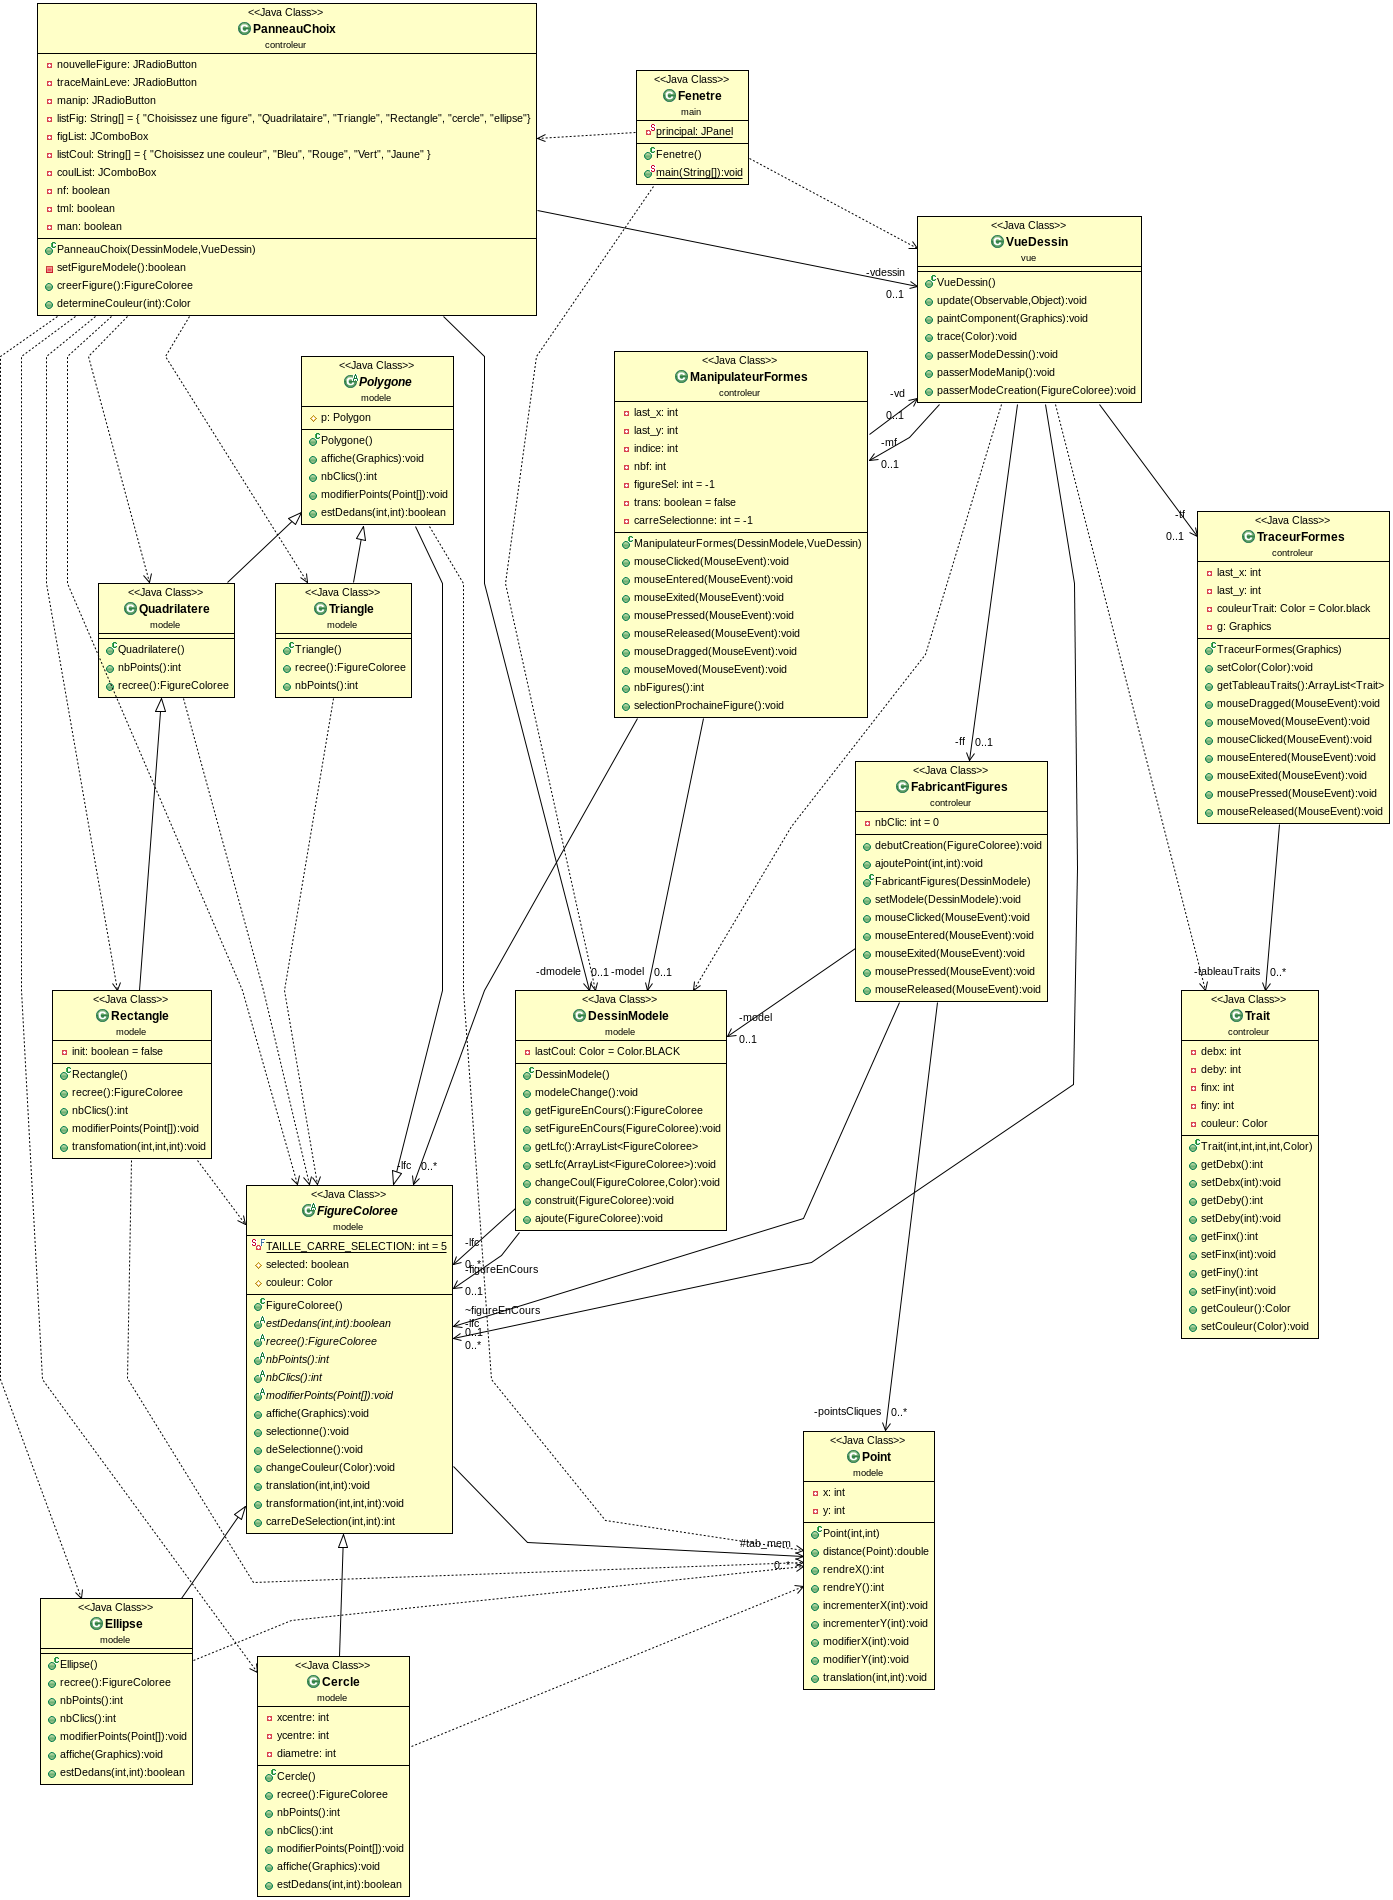 <<Java Class>>
PanneauChoix
controleur
nouvelleFigure: JRadioButton
traceMainLeve: JRadioButton
manip: JRadioButton
listFig: String[] = { "Choisissez une figure", "Quadrilataire", "Triangle", "Rectangle", "cercle", "ellipse"}
figList: JComboBox
listCoul: String[] = { "Choisissez une couleur", "Bleu", "Rouge", "Vert", "Jaune" }
coulList: JComboBox
nf: boolean
tml: boolean
man: boolean
PanneauChoix(DessinModele,VueDessin)
setFigureModele():boolean
creerFigure():FigureColoree
determineCouleur(int):Color
<<Java Class>>
Fenetre
main
principal: JPanel
Fenetre()
main(String[]):void
<<Java Class>>
VueDessin
vue
VueDessin()
update(Observable,Object):void
paintComponent(Graphics):void
trace(Color):void
passerModeDessin():void
passerModeManip():void
passerModeCreation(FigureColoree):void
-vdessin
0..1
<<Java Class>>
Polygone
modele
p: Polygon
Polygone()
affiche(Graphics):void
nbClics():int
modifierPoints(Point[]):void
estDedans(int,int):boolean
<<Java Class>>
ManipulateurFormes
controleur
last_x: int
last_y: int
indice: int
nbf: int
figureSel: int = -1
trans: boolean = false
carreSelectionne: int = -1
ManipulateurFormes(DessinModele,VueDessin)
mouseClicked(MouseEvent):void
mouseEntered(MouseEvent):void
mouseExited(MouseEvent):void
mousePressed(MouseEvent):void
mouseReleased(MouseEvent):void
mouseDragged(MouseEvent):void
mouseMoved(MouseEvent):void
nbFigures():int
selectionProchaineFigure():void
-vd
0..1
-mf
0..1
-tf
0..1
<<Java Class>>
TraceurFormes
controleur
last_x: int
last_y: int
couleurTrait: Color = Color.black
g: Graphics
TraceurFormes(Graphics)
setColor(Color):void
getTableauTraits():ArrayList<Trait>
mouseDragged(MouseEvent):void
mouseMoved(MouseEvent):void
mouseClicked(MouseEvent):void
mouseEntered(MouseEvent):void
mouseExited(MouseEvent):void
mousePressed(MouseEvent):void
mouseReleased(MouseEvent):void
<<Java Class>>
Quadrilatere
modele
Quadrilatere()
nbPoints():int
recree():FigureColoree
<<Java Class>>
Triangle
modele
Triangle()
recree():FigureColoree
nbPoints():int
-ff
0..1
<<Java Class>>
FabricantFigures
controleur
nbClic: int = 0
debutCreation(FigureColoree):void
ajoutePoint(int,int):void
FabricantFigures(DessinModele)
setModele(DessinModele):void
mouseClicked(MouseEvent):void
mouseEntered(MouseEvent):void
mouseExited(MouseEvent):void
mousePressed(MouseEvent):void
mouseReleased(MouseEvent):void
-dmodele
0..1
-model
0..1
-tableauTraits
0..*
<<Java Class>>
Rectangle
modele
init: boolean = false
Rectangle()
recree():FigureColoree
nbClics():int
modifierPoints(Point[]):void
transfomation(int,int,int):void
<<Java Class>>
DessinModele
modele
lastCoul: Color = Color.BLACK
DessinModele()
modeleChange():void
getFigureEnCours():FigureColoree
setFigureEnCours(FigureColoree):void
getLfc():ArrayList<FigureColoree>
setLfc(ArrayList<FigureColoree>):void
changeCoul(FigureColoree,Color):void
construit(FigureColoree):void
ajoute(FigureColoree):void
-model
0..1
<<Java Class>>
Trait
controleur
debx: int
deby: int
finx: int
finy: int
couleur: Color
Trait(int,int,int,int,Color)
getDebx():int
setDebx(int):void
getDeby():int
setDeby(int):void
getFinx():int
setFinx(int):void
getFiny():int
setFiny(int):void
getCouleur():Color
setCouleur(Color):void
-lfc
0..*
<<Java Class>>
FigureColoree
modele
TAILLE_CARRE_SELECTION: int = 5
selected: boolean
couleur: Color
FigureColoree()
estDedans(int,int):boolean
recree():FigureColoree
nbPoints():int
nbClics():int
modifierPoints(Point[]):void
affiche(Graphics):void
selectionne():void
deSelectionne():void
changeCouleur(Color):void
translation(int,int):void
transformation(int,int,int):void
carreDeSelection(int,int):int
-lfc
0..*
-figureEnCours
0..1
~figureEnCours
-lfc
0..1
0..*
-pointsCliques
0..*
<<Java Class>>
Point
modele
x: int
y: int
Point(int,int)
distance(Point):double
rendreX():int
rendreY():int
incrementerX(int):void
incrementerY(int):void
modifierX(int):void
modifierY(int):void
translation(int,int):void
#tab_mem
0..*
<<Java Class>>
Ellipse
modele
Ellipse()
recree():FigureColoree
nbPoints():int
nbClics():int
modifierPoints(Point[]):void
affiche(Graphics):void
estDedans(int,int):boolean
<<Java Class>>
Cercle
modele
xcentre: int
ycentre: int
diametre: int
Cercle()
recree():FigureColoree
nbPoints():int
nbClics():int
modifierPoints(Point[]):void
affiche(Graphics):void
estDedans(int,int):boolean